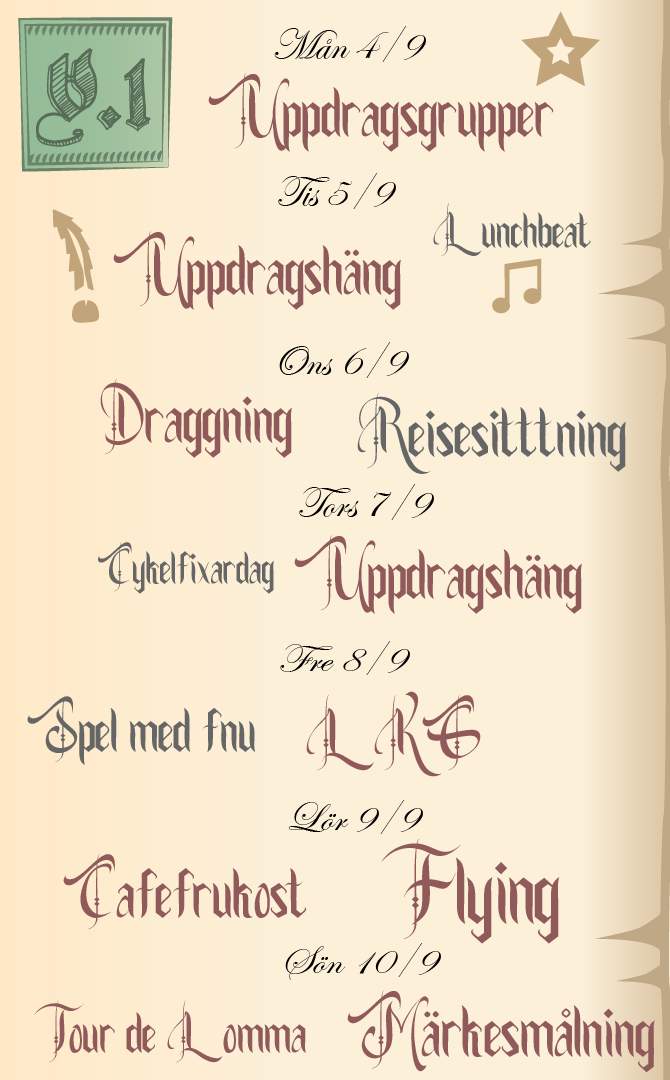 V.1
Mån 4/9
Uppdragsgrupper
Tis 5/9
Lunchbeat
Uppdragshäng
Ons 6/9
Draggning Reisesitttning
Tors 7/9
Cykelfixardag Uppdragshäng
Fre 8/9
Spel med fnu LKG
Lör 9/9
Cafefrukost Flying
Sön 10/9
Tour de Lomma Märkesmålning